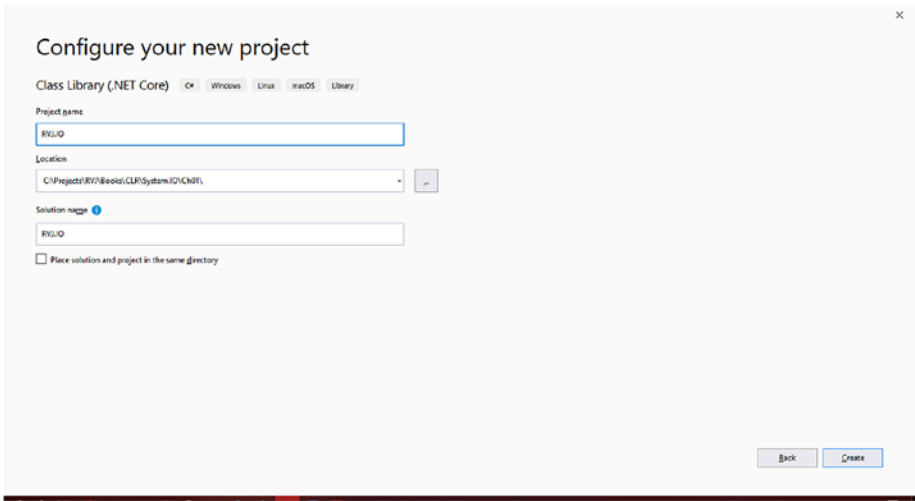 Configure your new project
Class Library (.NET Core) C# Windows Linux macOS Library
Project name
RVJ.IO
Location
C:\Projects\RVJ\Books\CLR\System.IO\Ch01\
...
Solution name
RVJ.IO
Place solution and project in the same directory
Back Create